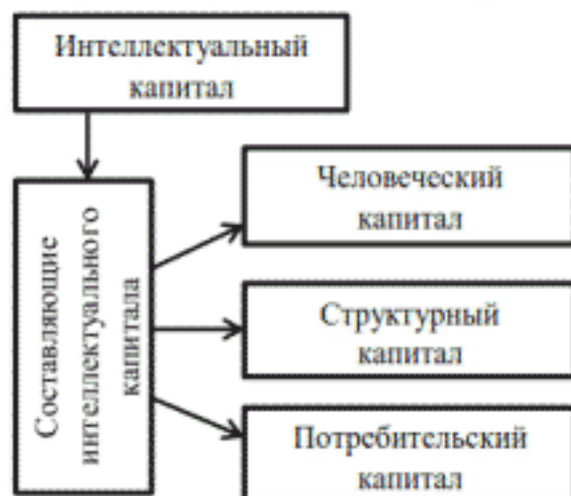 Интеллектуальный
капитал
Составляющие
интеллектуального
капитала
Человеческий
капитал
Структурный
капитал
Потребительский
капитал